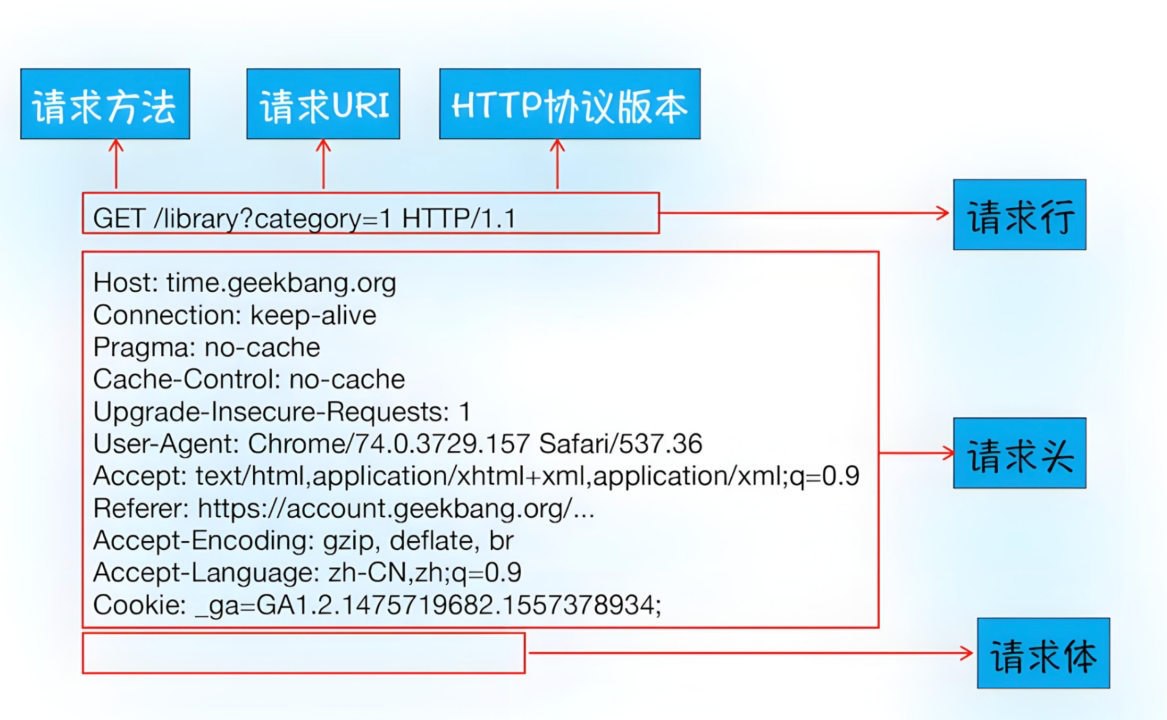 请求方法
请求URI
HTTP协议版本
GET /library?category=1 HTTP/1.1
请求行
Host: time.geekbang.org
Connection: keep-alive
Pragma: no-cache
Cache-Control: no-cache
Upgrade-Insecure-Requests: 1
User-Agent: Chrome/74.0.3729.157 Safari/537.36
Accept: text/html,application/xhtml+xml,application/xml;q=0.9
Referer: https://account.geekbang.org/...
Accept-Encoding: gzip, deflate, br
Accept-Language: zh-CN,zh;q=0.9
Cookie: _ga=GA1.2.1475719682.1557378934;
请求头
请求体